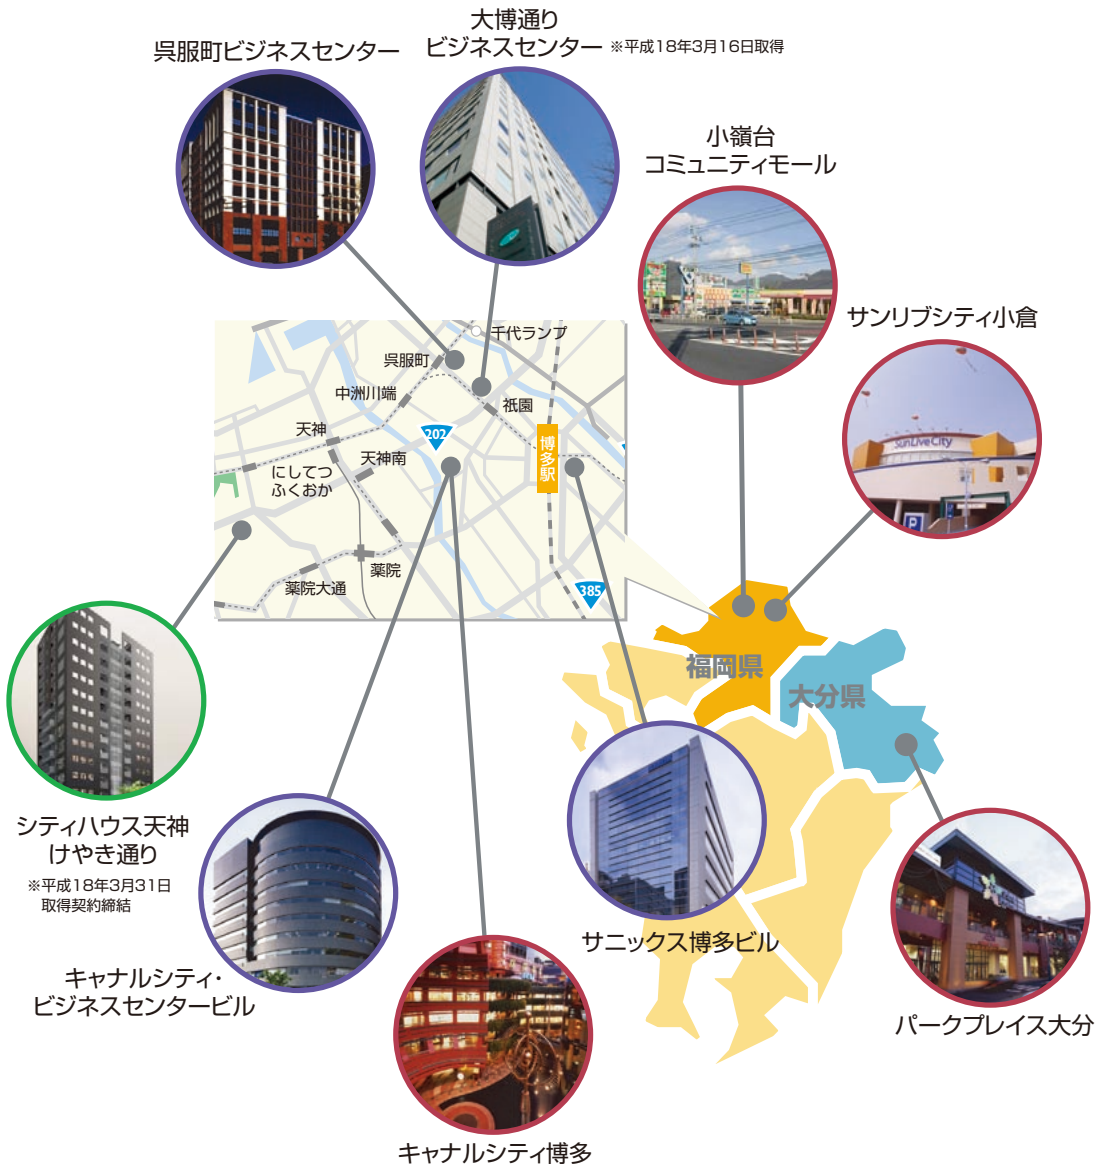 大博通り
ビジネスセンター ※平成18年3月16日取得
呉服町ビジネスセンター
小嶺台
コミュニティモール
サンリブシティ小倉
SunLiveCity
P
千代ランプ
呉服町
中洲川端
祇園
天神
202
博多駅
天神南
にしてつ
ふくおか
薬院
薬院大通
385
福岡県
大分県
シティハウス天神
けやき通り
※平成18年3月31日
取得契約締結
キャナルシティ・
ビジネスセンタービル
サニックス博多ビル
パークプレイス大分
キャナルシティ博多